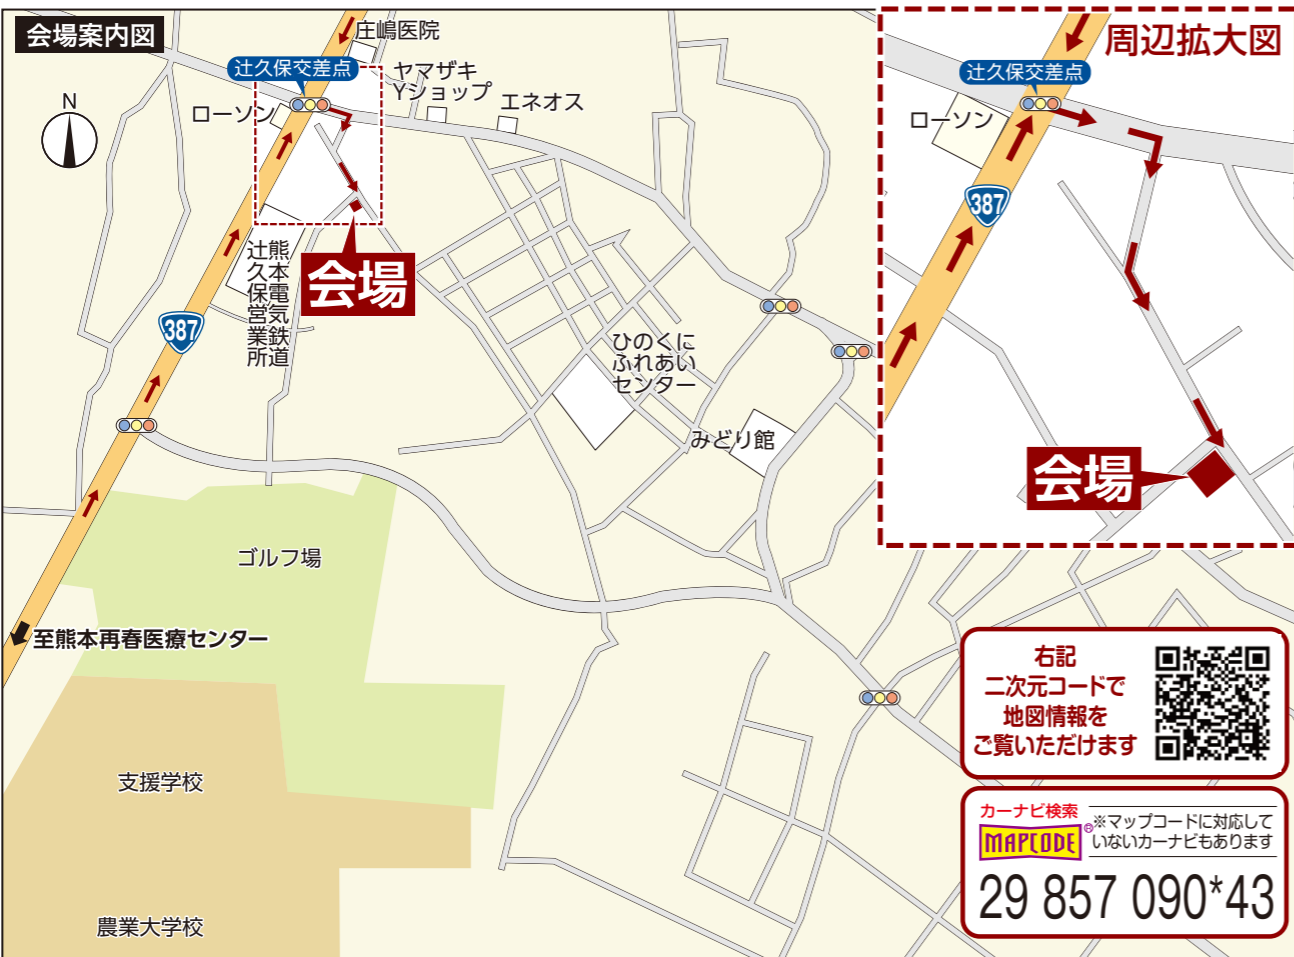 会場案内図
N
庄嶋医院
辻久保交差点
ヤマザキ
Yショップ
エネオス
ローソン
熊本電気鉄道
辻久保営業所
会場
387
ひのくに
ふれあい
センター
みどり館
ゴルフ場
至熊本再春医療センター
支援学校
農業大学校
周辺拡大図
辻久保交差点
ローソン
387
会場
右記
二次元コードで
地図情報を
ご覧いただけます
カーナビ検索
MAPCODE®
※マップコードに対応して
いないカーナビもあります
29 857 090*43